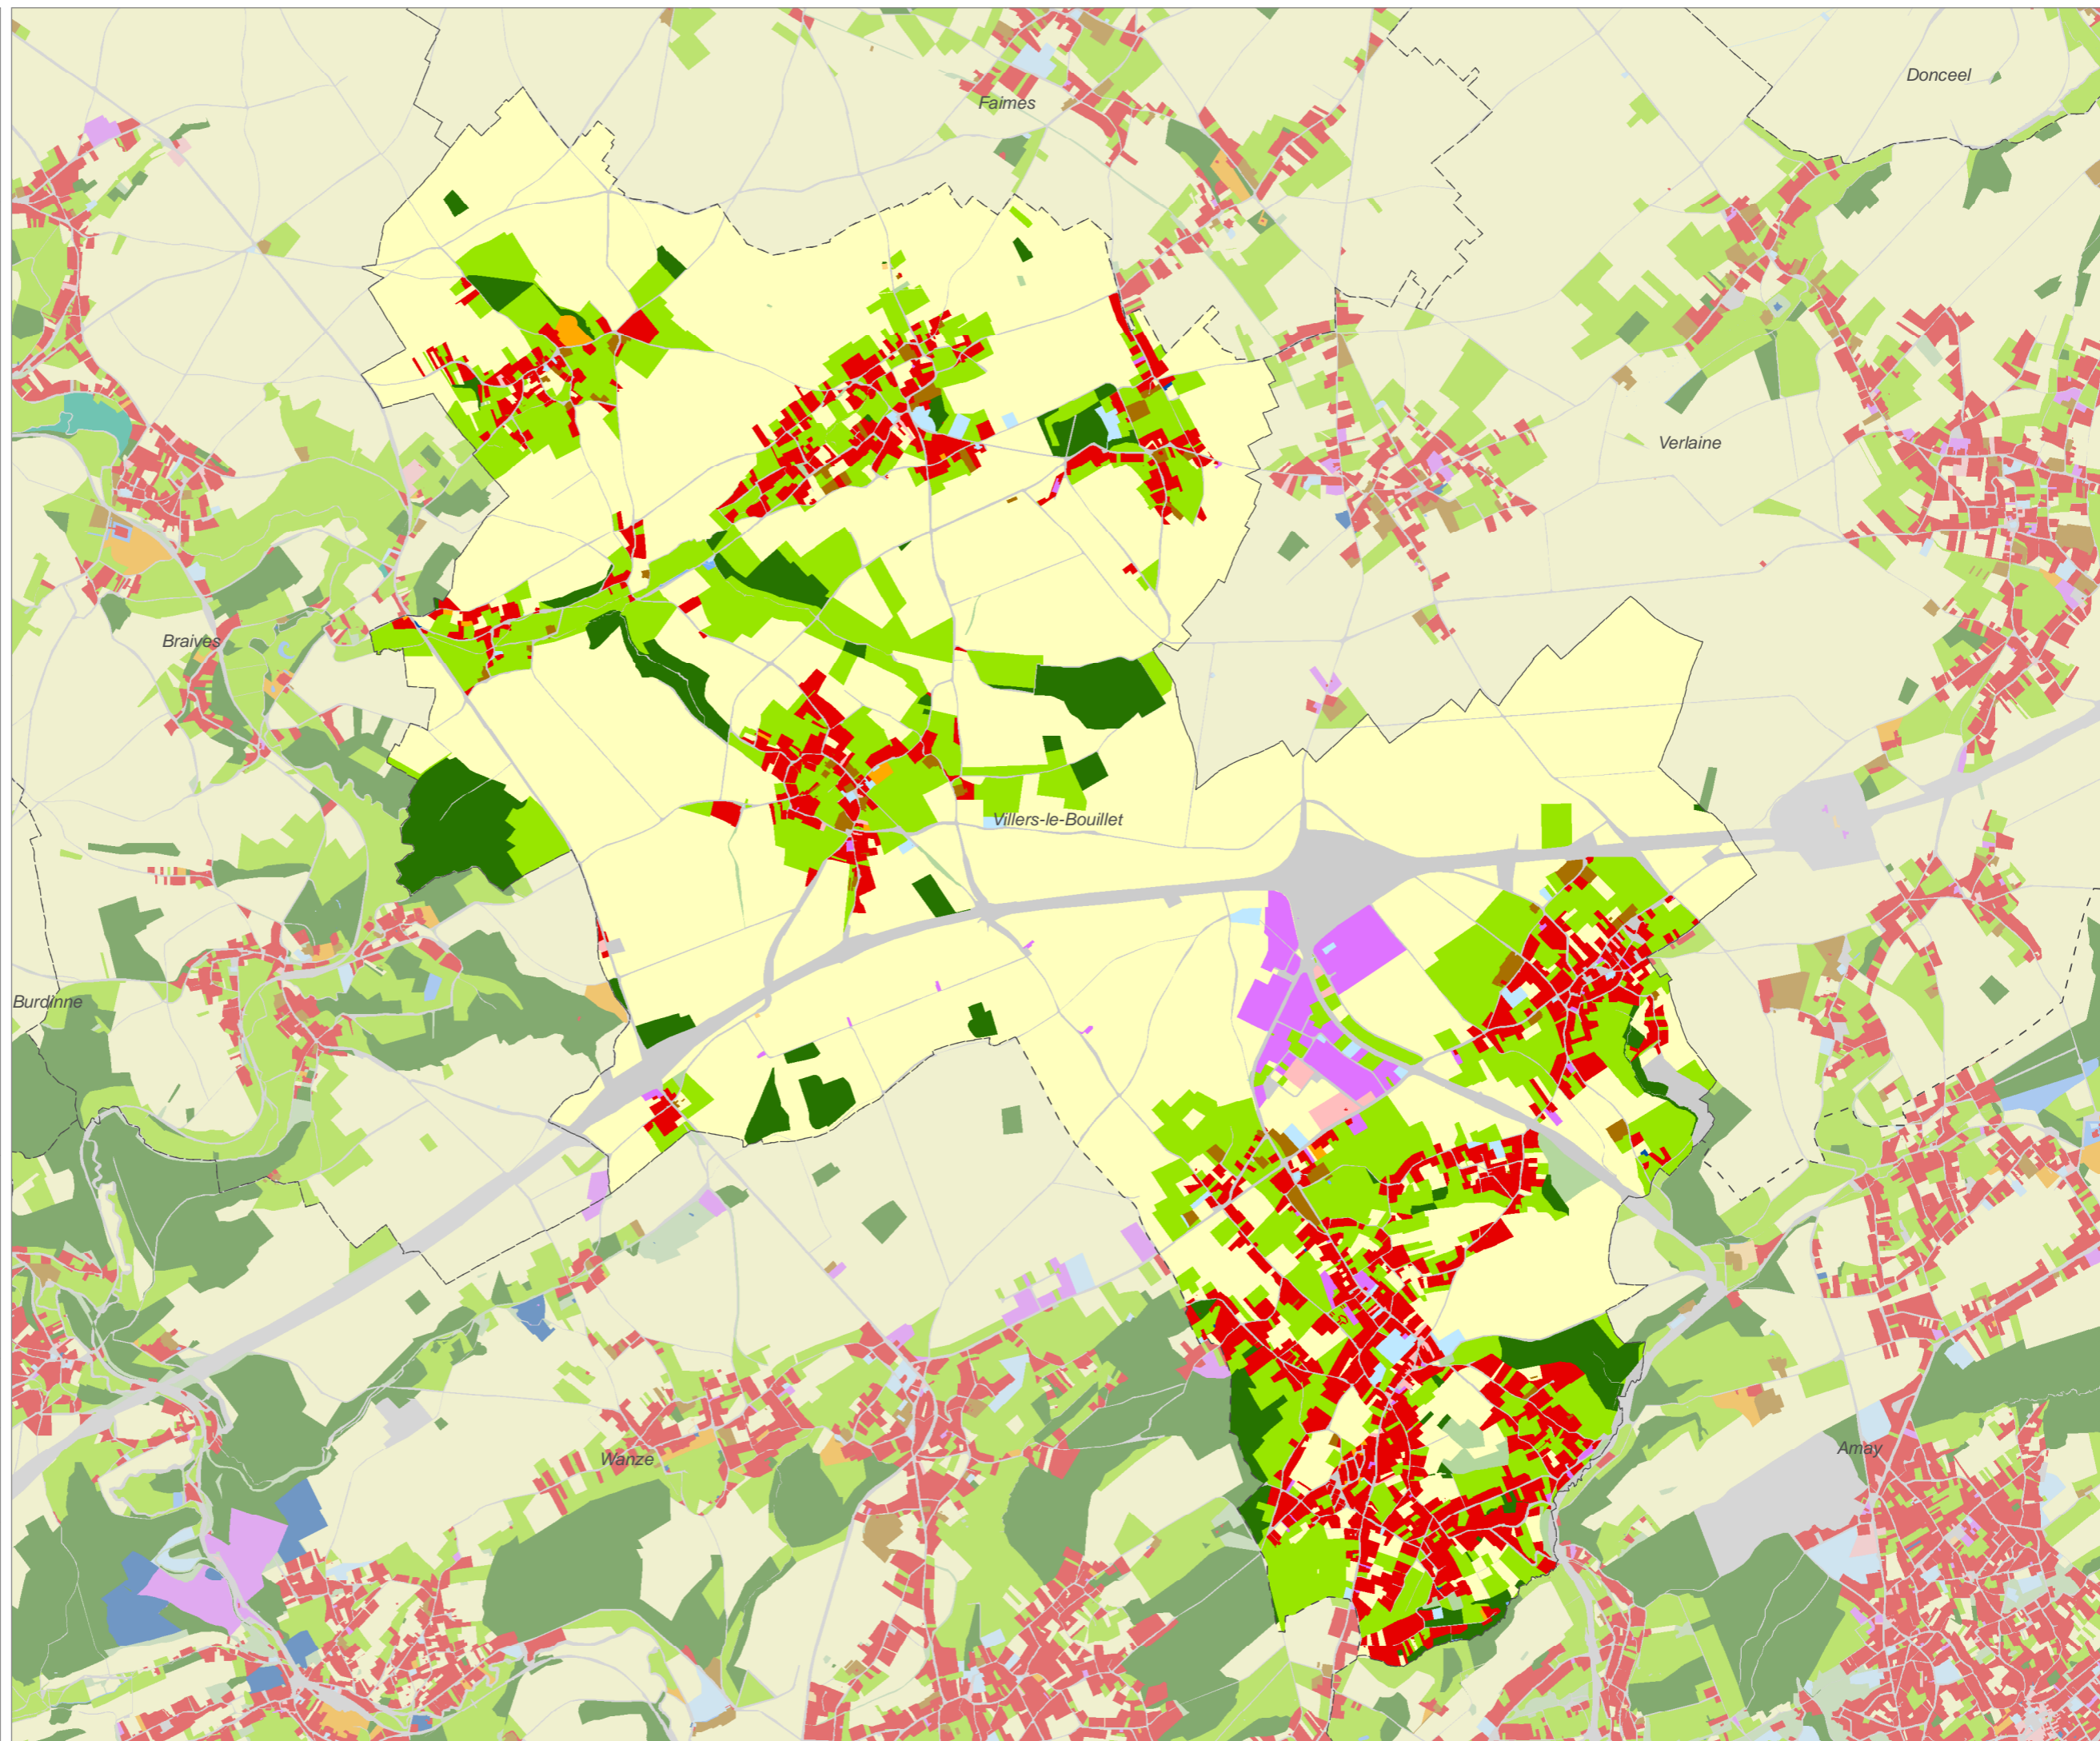 Donceel
Faimes
Verlaine
Braives
Villers-le-Bouillet
Burdinne
Amay
Wanze